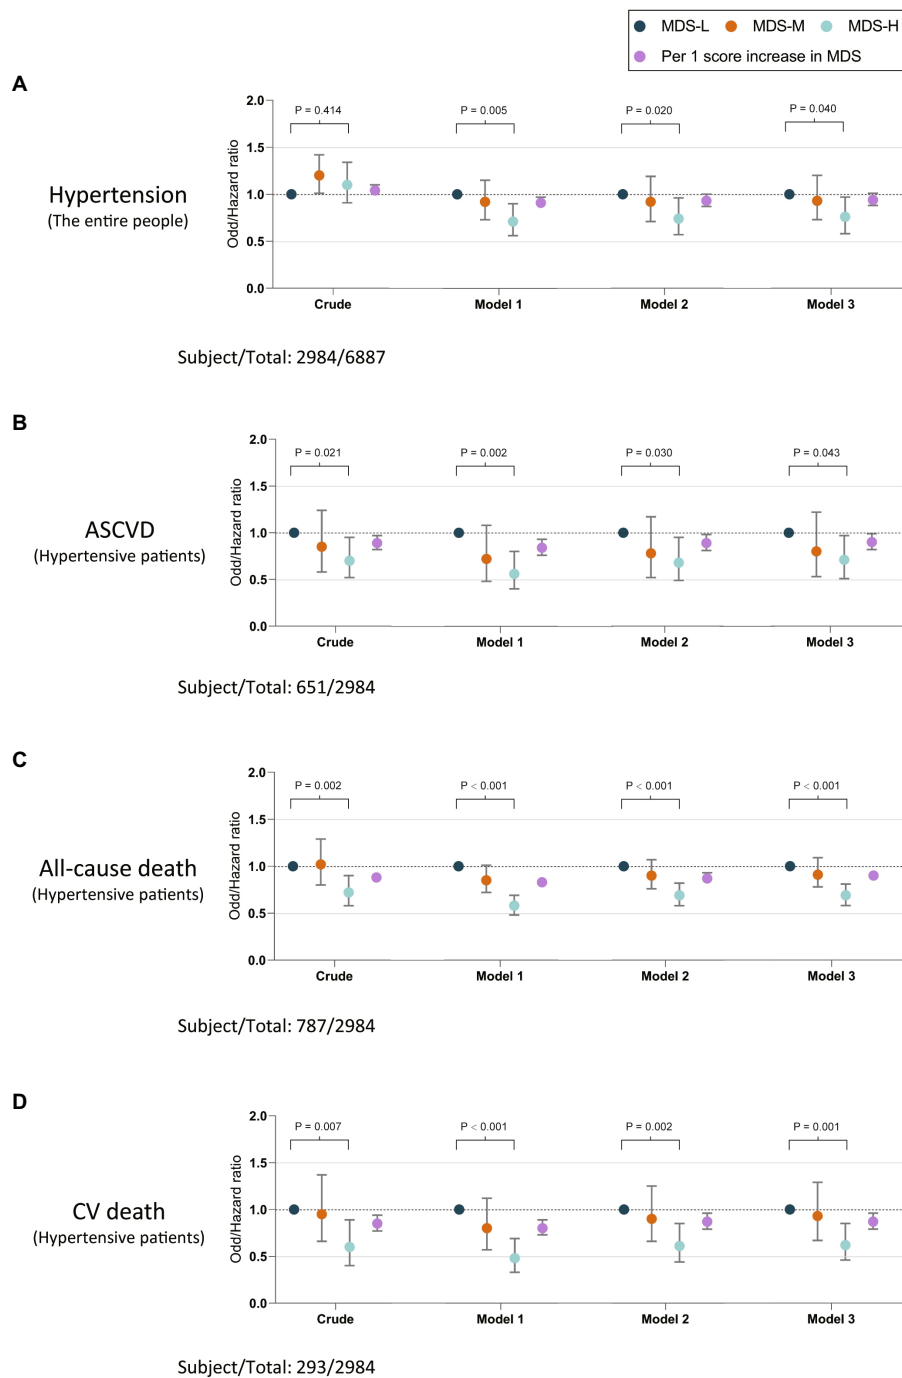 MDS-L MDS-M MDS-H
Per 1 score increase in MDS
A
Hypertension
(The entire people)
Odd/Hazard ratio
2.0
1.5
1.0
0.5
0.0
P = 0.414 P = 0.005 P = 0.020 P = 0.040
Crude Model 1 Model 2 Model 3
Subject/Total: 2984/6887
B
ASCVD
(Hypertensive patients)
Odd/Hazard ratio
2.0
1.5
1.0
0.5
0.0
P = 0.021 P = 0.002 P = 0.030 P = 0.043
Crude Model 1 Model 2 Model 3
Subject/Total: 651/2984
C
All-cause death
(Hypertensive patients)
Odd/Hazard ratio
2.0
1.5
1.0
0.5
0.0
P = 0.002 P < 0.001 P < 0.001 P < 0.001
Crude Model 1 Model 2 Model 3
Subject/Total: 787/2984
D
CV death
(Hypertensive patients)
Odd/Hazard ratio
2.0
1.5
1.0
0.5
0.0
P = 0.007 P < 0.001 P = 0.002 P = 0.001
Crude Model 1 Model 2 Model 3
Subject/Total: 293/2984